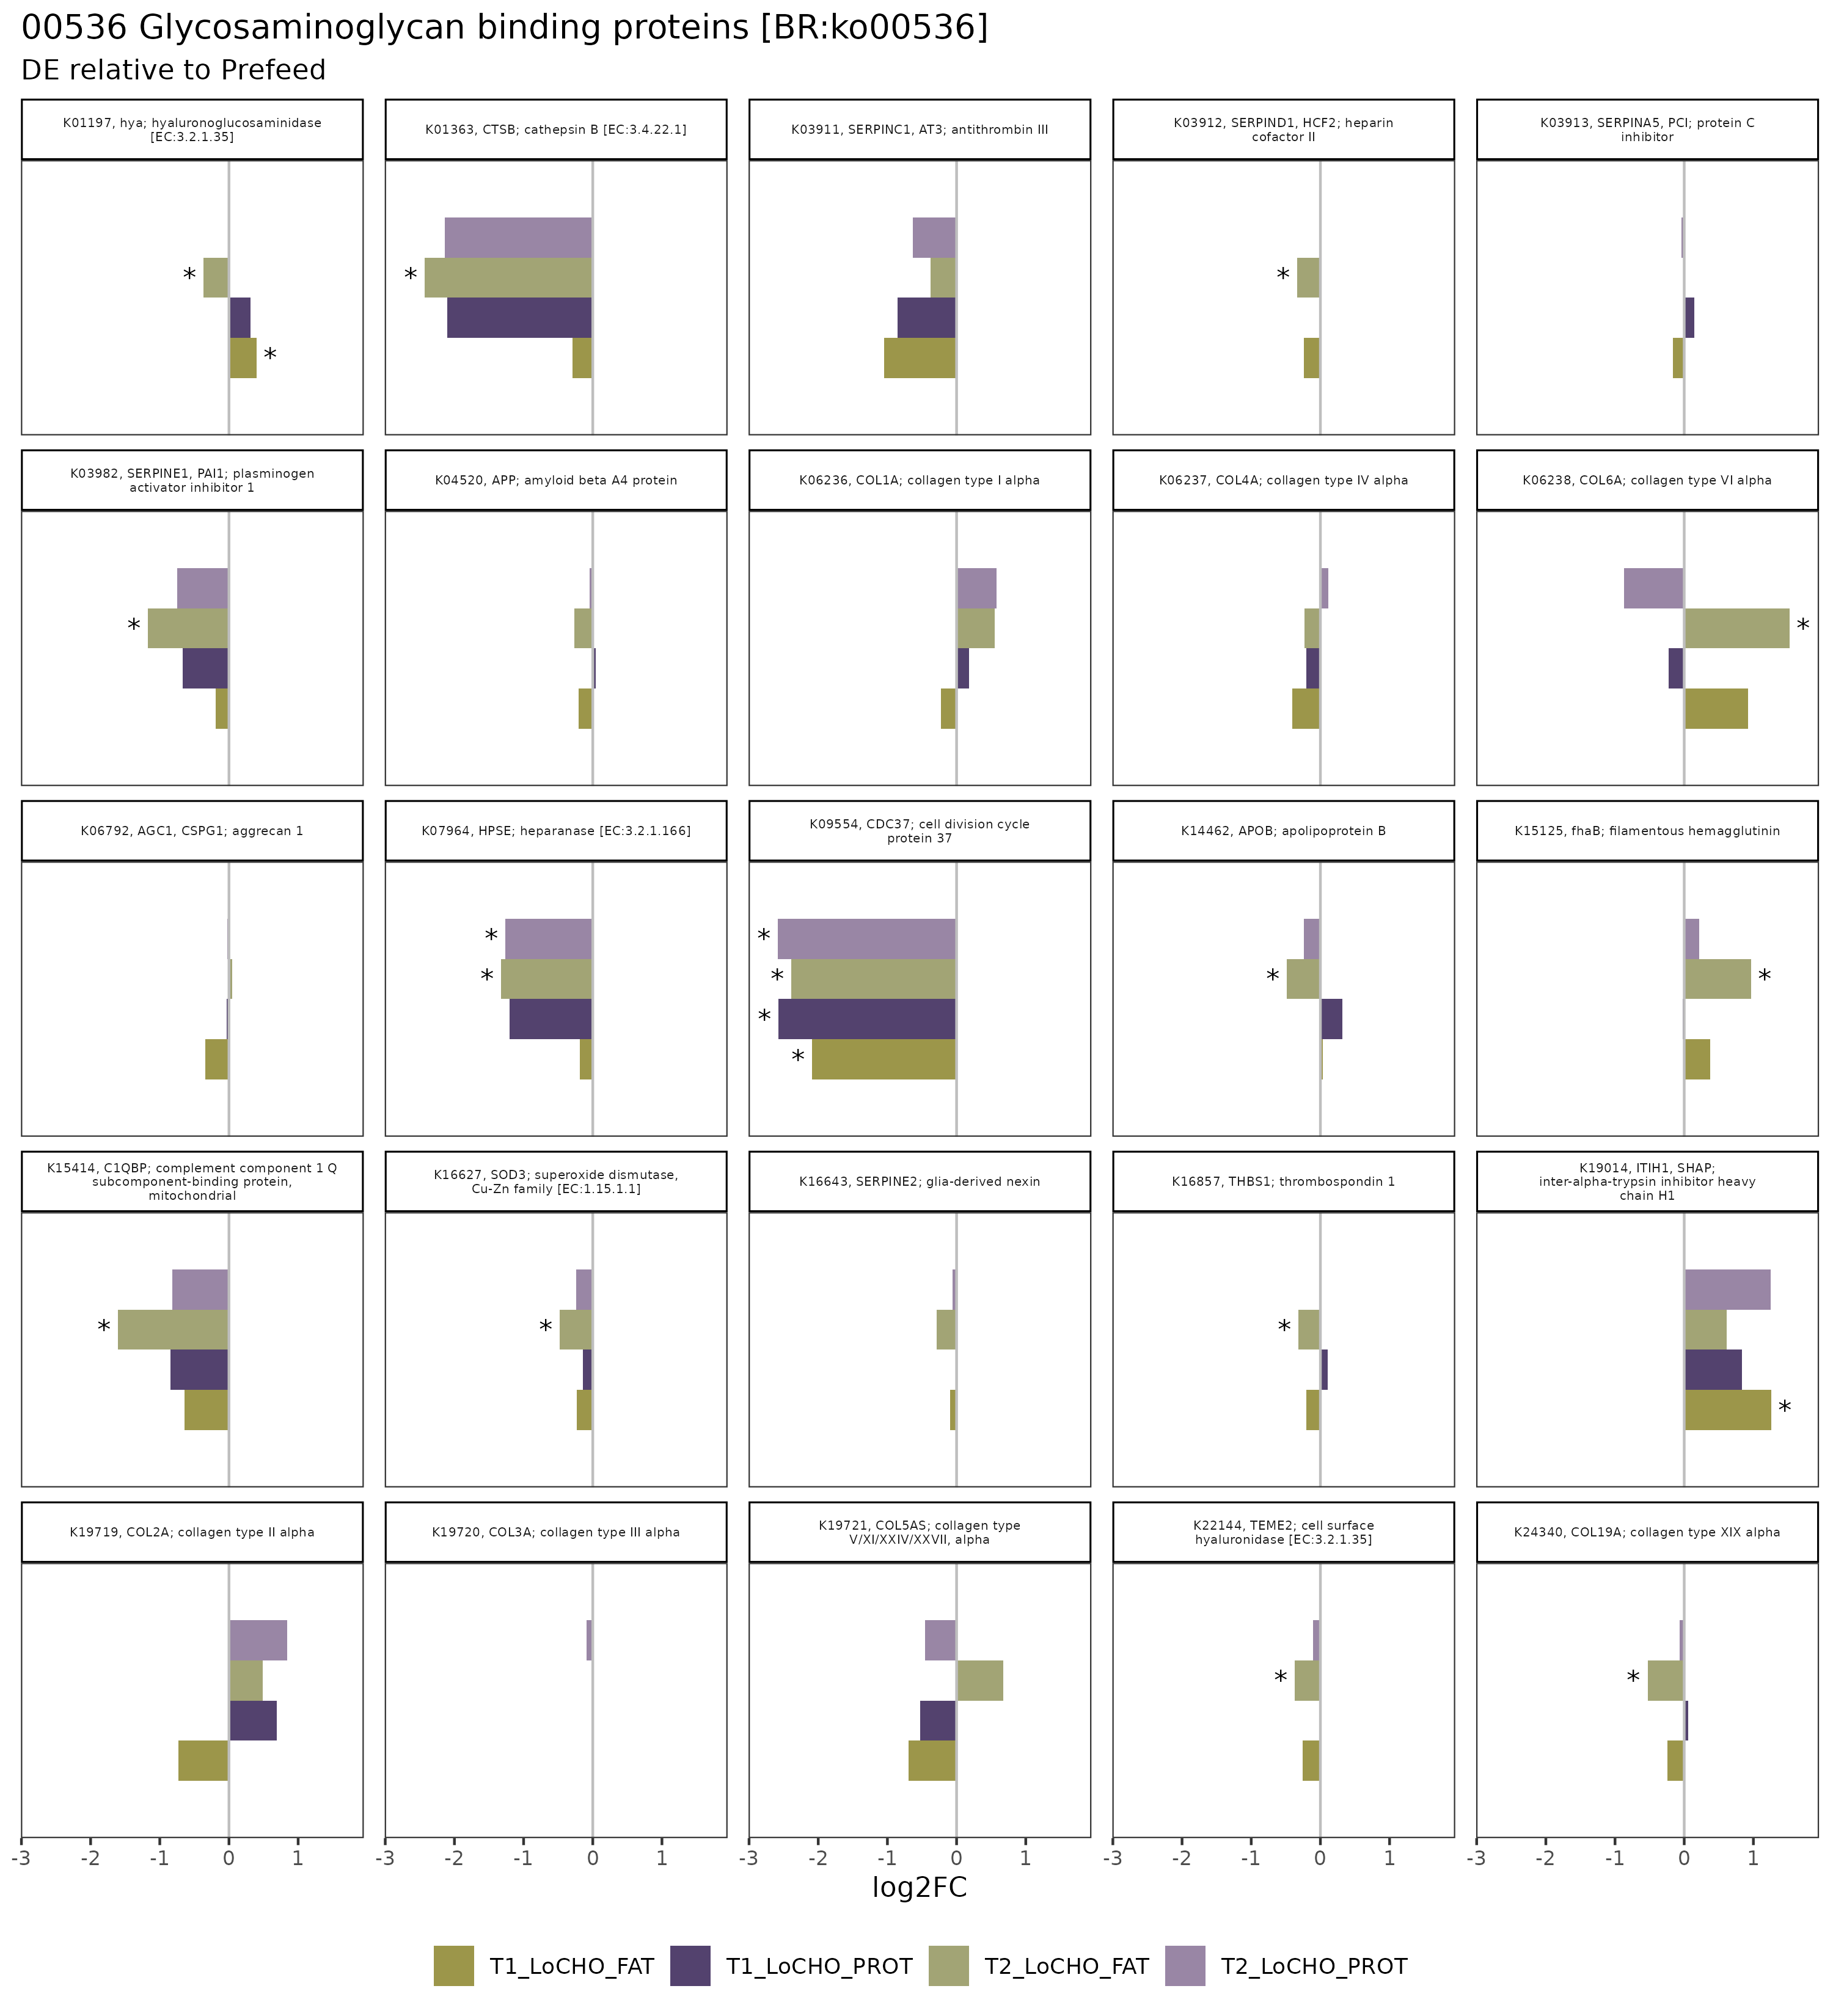 00536 Glycosaminoglycan binding proteins [BR:ko00536]
DE relative to Prefeed
K01197, hya; hyaluronoglucosaminidase
[EC:3.2.1.35]
K01363, CTSB; cathepsin B [EC:3.4.22.1]
K03911, SERPINC1, AT3; antithrombin III
K03912, SERPIND1, HCF2; heparin
cofactor II
K03913, SERPINA5, PCI; protein C
inhibitor
*
*
*
*
K03982, SERPINE1, PAI1; plasminogen
activator inhibitor 1
K04520, APP; amyloid beta A4 protein
K06236, COL1A; collagen type I alpha
K06237, COL4A; collagen type IV alpha
K06238, COL6A; collagen type VI alpha
*
*
K06792, AGC1, CSPG1; aggrecan 1
K07964, HPSE; heparanase [EC:3.2.1.166]
K09554, CDC37; cell division cycle
protein 37
K14462, APOB; apolipoprotein B
K15125, fhaB; filamentous hemagglutinin
*
*
*
*
*
*
*
*
K15414, C1QBP; complement component 1 Q
subcomponent-binding protein,
mitochondrial
K16627, SOD3; superoxide dismutase,
Cu-Zn family [EC:1.15.1.1]
K16643, SERPINE2; glia-derived nexin
K16857, THBS1; thrombospondin 1
K19014, ITIH1, SHAP;
inter-alpha-trypsin inhibitor heavy
chain H1
*
*
*
*
K19719, COL2A; collagen type II alpha
K19720, COL3A; collagen type III alpha
K19721, COL5AS; collagen type
V/XI/XXIV/XXVII, alpha
K22144, TEME2; cell surface
hyaluronidase [EC:3.2.1.35]
K24340, COL19A; collagen type XIX alpha
*
*
-3 -2 -1 0 1
-3 -2 -1 0 1
-3 -2 -1 0 1
-3 -2 -1 0 1
-3 -2 -1 0 1
log2FC
T1_LoCHO_FAT
T1_LoCHO_PROT
T2_LoCHO_FAT
T2_LoCHO_PROT